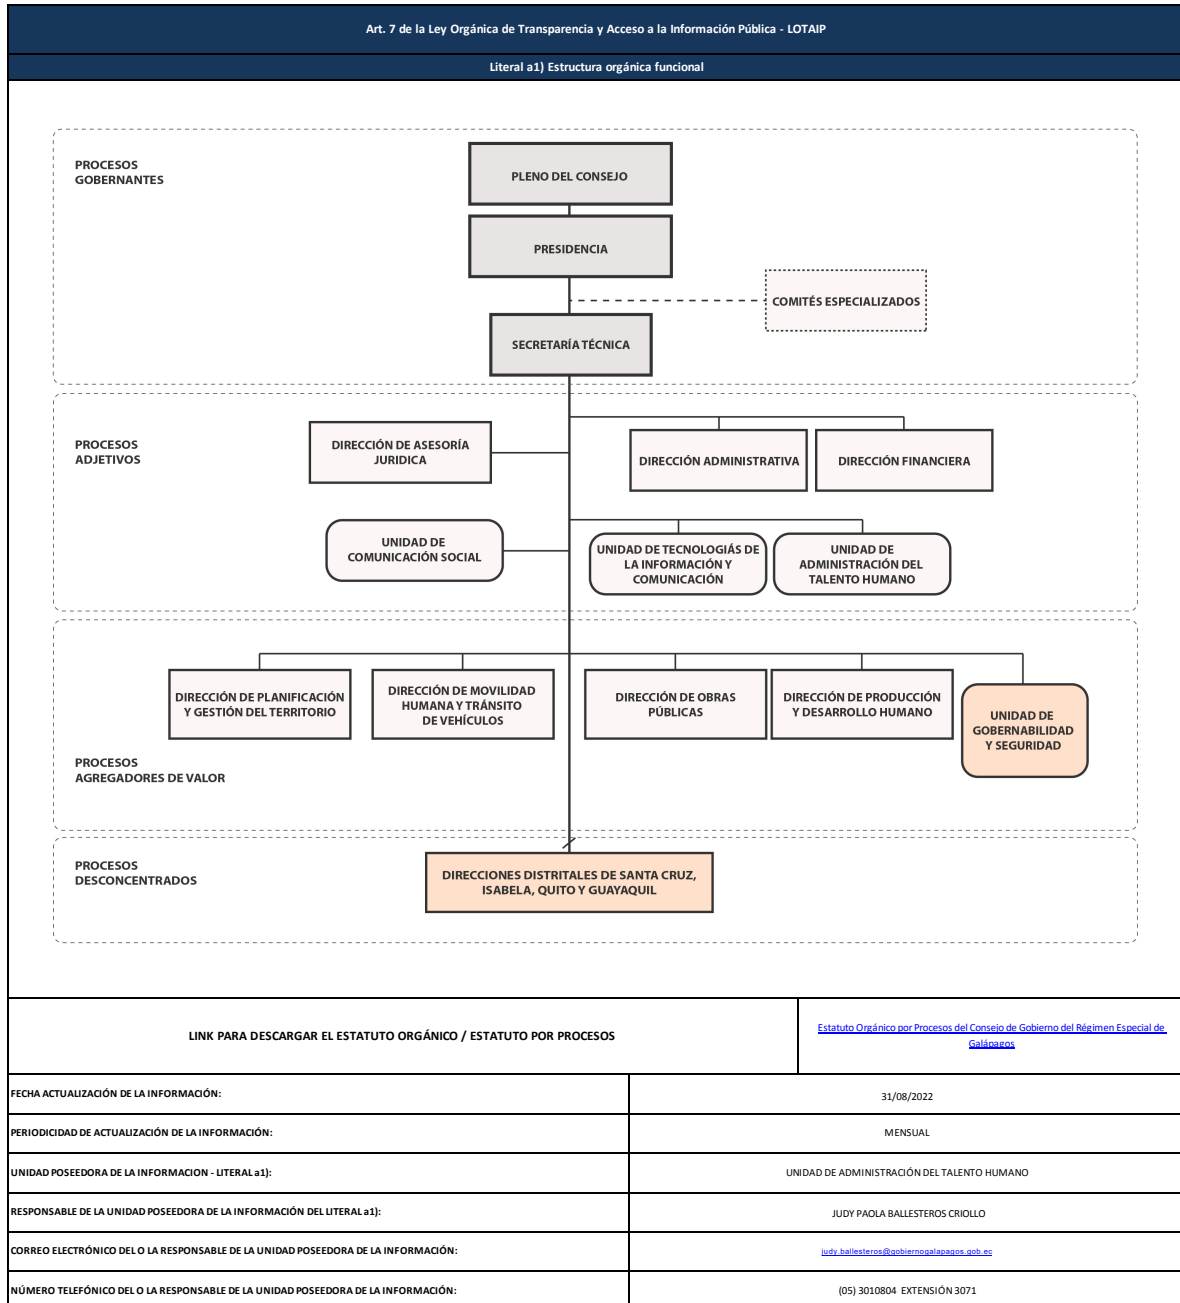 Art. 7 de la Ley Orgánica de Transparencia y Acceso a la Información Pública - LOTAIP
Literal a1) Estructura orgánica funcional
PROCESOS
GOBERNANTES
PLENO DEL CONSEJO
PRESIDENCIA
COMITÉS ESPECIALIZADOS
SECRETARÍA TÉCNICA
PROCESOS
ADJETIVOS
DIRECCIÓN DE ASESORÍA
JURIDICA
DIRECCIÓN ADMINISTRATIVA
DIRECCIÓN FINANCIERA
UNIDAD DE
COMUNICACIÓN SOCIAL
UNIDAD DE TECNOLOGIÁS DE
LA INFORMACIÓN Y
COMUNICACIÓN
UNIDAD DE
ADMINISTRACIÓN DEL
TALENTO HUMANO
DIRECCIÓN DE PLANIFICACIÓN
Y GESTIÓN DEL TERRITORIO
DIRECCIÓN DE MOVILIDAD
HUMANA Y TRÁNSITO
DE VEHÍCULOS
DIRECCIÓN DE OBRAS
PÚBLICAS
DIRECCIÓN DE PRODUCCIÓN
Y DESARROLLO HUMANO
UNIDAD DE
GOBERNABILIDAD
Y SEGURIDAD
PROCESOS
AGREGADORES DE VALOR
PROCESOS
DESCONCENTRADOS
DIRECCIONES DISTRITALES DE SANTA CRUZ,
ISABELA, QUITO Y GUAYAQUIL
LINK PARA DESCARGAR EL ESTATUTO ORGÁNICO / ESTATUTO POR PROCESOS
Estatuto Orgánico por Procesos del Consejo de Gobierno del Régimen Especial de
Galápagos
FECHA ACTUALIZACIÓN DE LA INFORMACIÓN:
31/08/2022
PERIODICIDAD DE ACTUALIZACIÓN DE LA INFORMACIÓN:
MENSUAL
UNIDAD POSEEDORA DE LA INFORMACION - LITERAL a1):
UNIDAD DE ADMINISTRACIÓN DEL TALENTO HUMANO
RESPONSABLE DE LA UNIDAD POSEEDORA DE LA INFORMACIÓN DEL LITERAL a1):
JUDY PAOLA BALLESTEROS CRIOLLO
CORREO ELECTRÓNICO DEL O LA RESPONSABLE DE LA UNIDAD POSEEDORA DE LA INFORMACIÓN:
judy.ballesteros@gobiernogalapagos.gob.ec
NÚMERO TELEFÓNICO DEL O LA RESPONSABLE DE LA UNIDAD POSEEDORA DE LA INFORMACIÓN:
(05) 3010804 EXTENSIÓN 3071